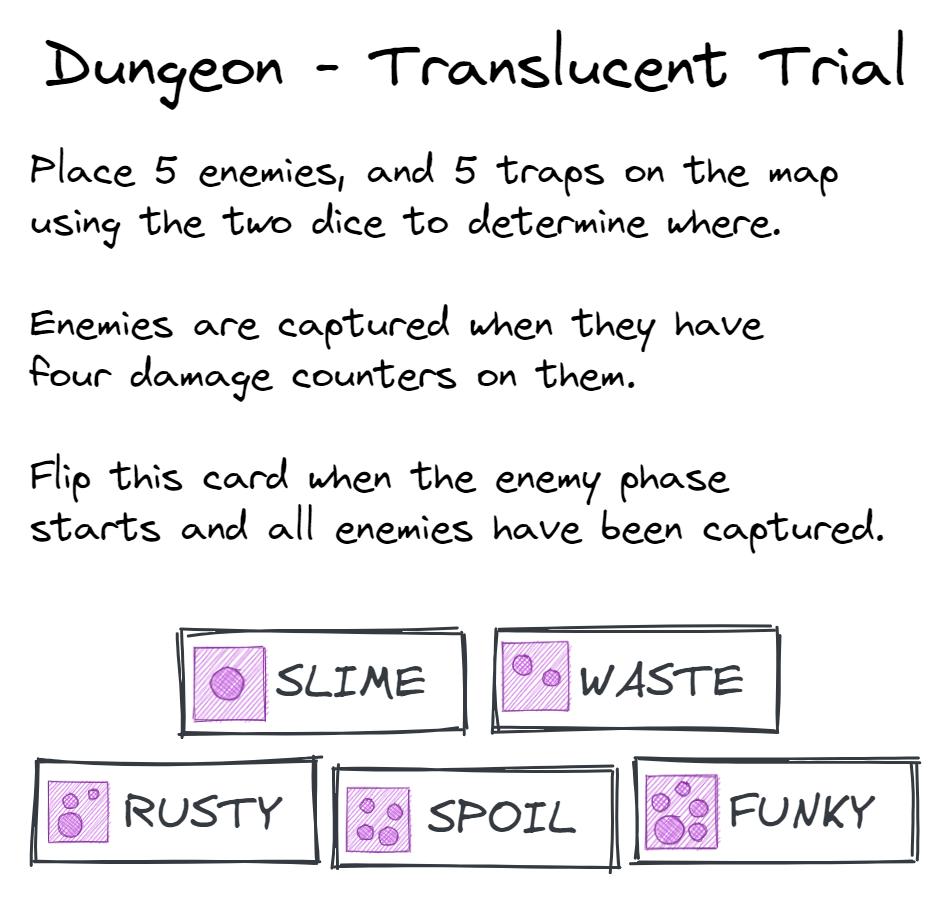 Dungeon - Translucent Trial
Place 5 enemies, and 5 traps on the map
using the two dice to determine where.
Enemies are captured when they have
four damage counters on them.
Flip this card when the enemy phase
starts and all enemies have been captured.
SLIME
WASTE
RUSTY
SPOIL
FUNKY